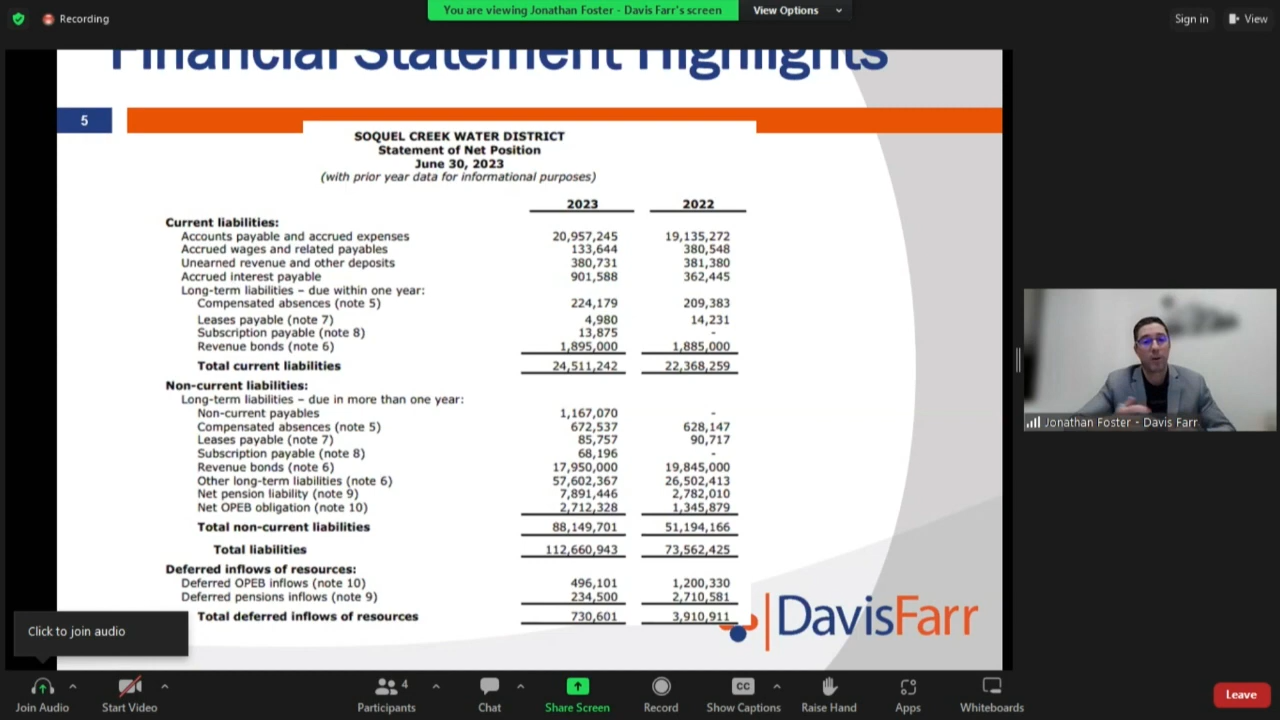 Recording
You are viewing Jonathan Foster - Davis Farr's screen
View Options
Sign in
View
Financial Statement Highlights
5
SOQUEL CREEK WATER DISTRICT
Statement of Net Position
June 30, 2023
(with prior year data for informational purposes)
2023 2022
Current liabilities:
Accounts payable and accrued expenses 20,957,245 19,135,272
Accrued wages and related payables 133,644 380,548
Unearned revenue and other deposits 380,731 381,380
Accrued interest payable 901,588 362,445
Long-term liabilities – due within one year:
Compensated absences (note 5) 224,179 209,383
Leases payable (note 7) 4,980 14,231
Subscription payable (note 8) 13,875 -
Revenue bonds (note 6) 1,895,000 1,885,000
Total current liabilities 24,511,242 22,368,259
Non-current liabilities:
Long-term liabilities – due in more than one year:
Non-current payables 1,167,070 -
Compensated absences (note 5) 672,537 628,147
Leases payable (note 7) 85,757 90,717
Subscription payable (note 8) 68,196 -
Revenue bonds (note 6) 17,950,000 19,845,000
Other long-term liabilities (note 6) 57,602,367 26,502,413
Net pension liability (note 9) 7,891,446 2,782,010
Net OPEB obligation (note 10) 2,712,328 1,345,879
Total non-current liabilities 88,149,701 51,194,166
Total liabilities 112,660,943 73,562,425
Deferred inflows of resources:
Deferred OPEB inflows (note 10) 496,101 1,200,330
Deferred pensions inflows (note 9) 234,500 2,710,581
Total deferred inflows of resources 730,601 3,910,911
DavisFarr
Jonathan Foster - Davis Farr
Click to join audio
Join Audio
Start Video
4
Participants
Chat
Share Screen
Record
CC
Show Captions
Raise Hand
Apps
Whiteboards
Leave